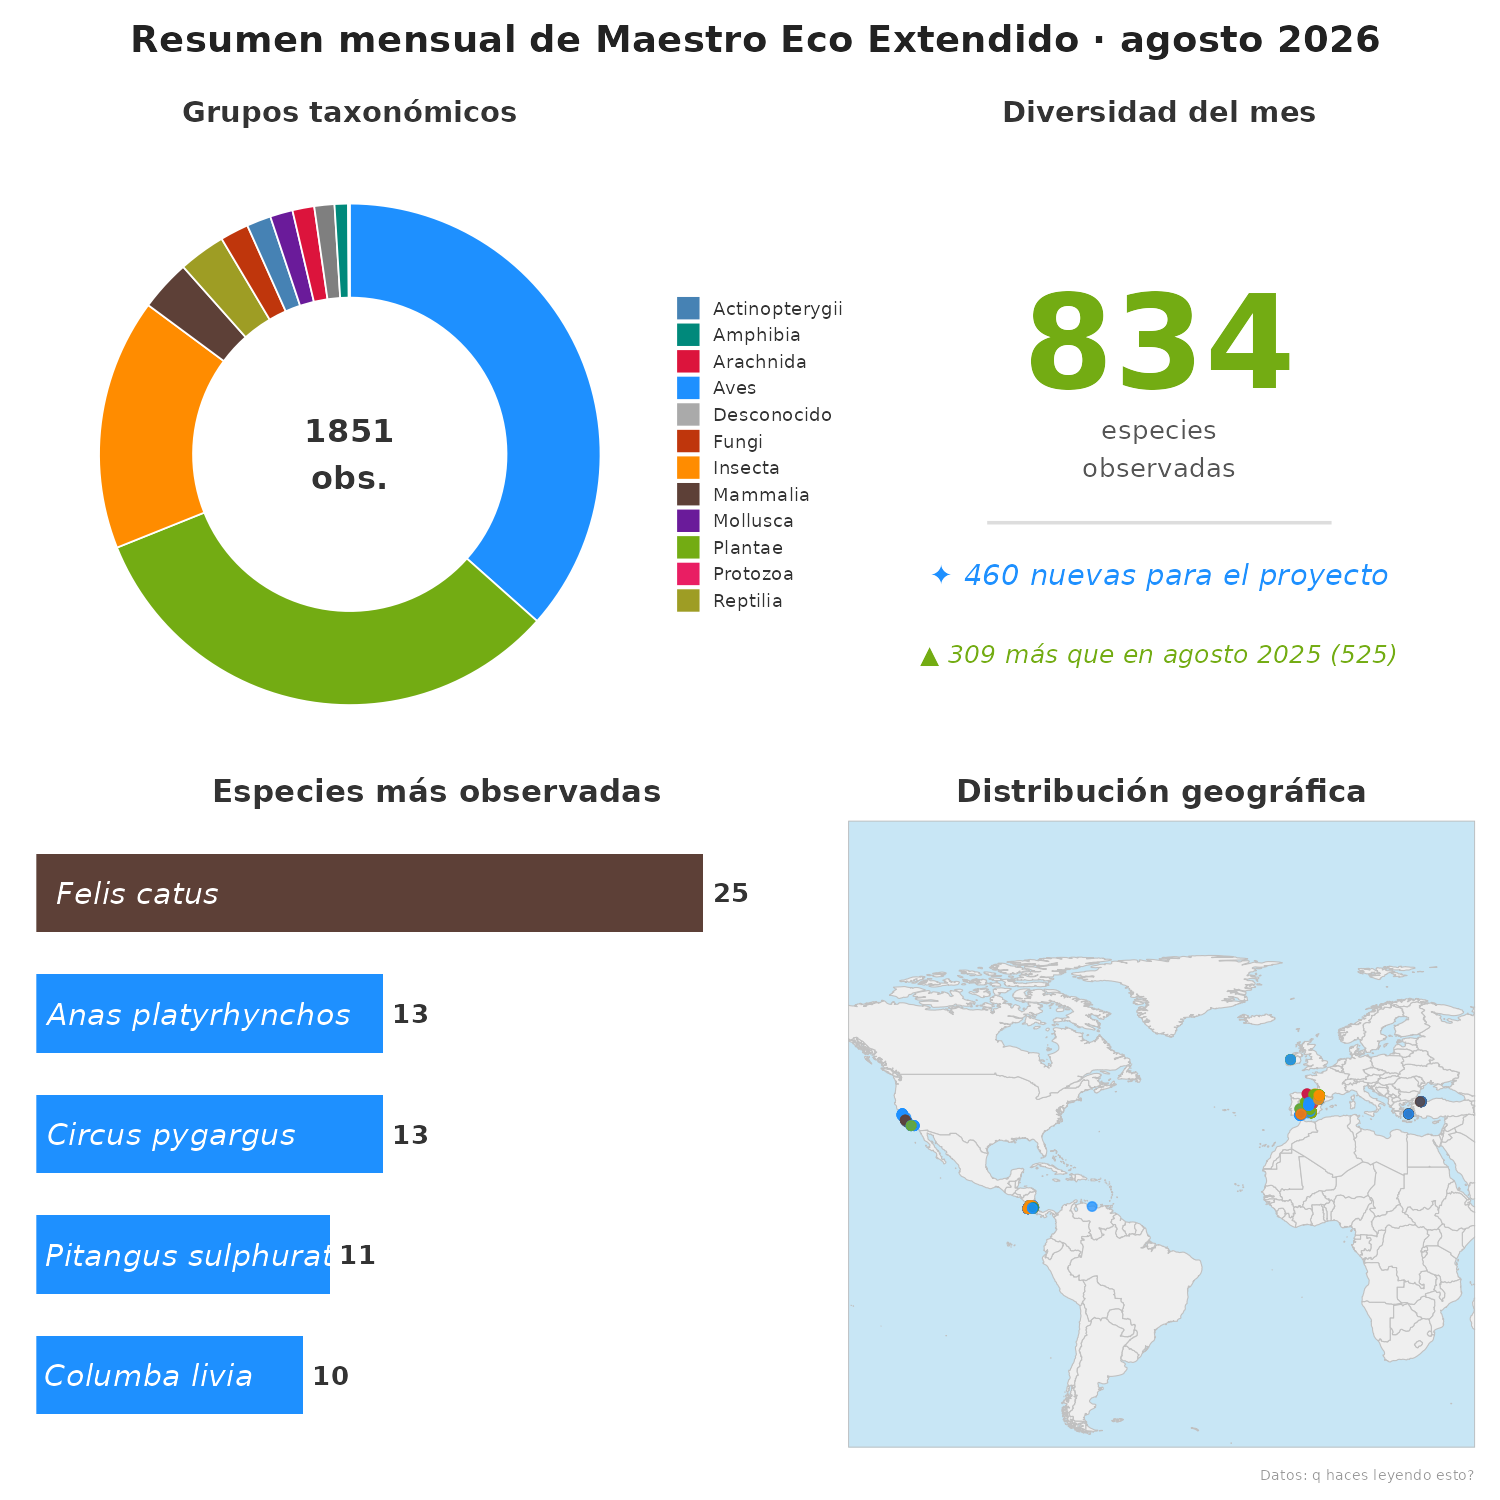 Resumen mensual de Maestro Eco Extendido · agosto 2026
Grupos taxonómicos
1851
obs.
Actinopterygii
Amphibia
Arachnida
Aves
Desconocido
Fungi
Insecta
Mammalia
Mollusca
Plantae
Protozoa
Reptilia
Diversidad del mes
834
especies
observadas
✦ 460 nuevas para el proyecto
▲ 309 más que en agosto 2025 (525)
Especies más observadas
Felis catus 25
Anas platyrhynchos 13
Circus pygargus 13
Pitangus sulphurat 11
Columba livia 10
Distribución geográfica
Datos: q haces leyendo esto?